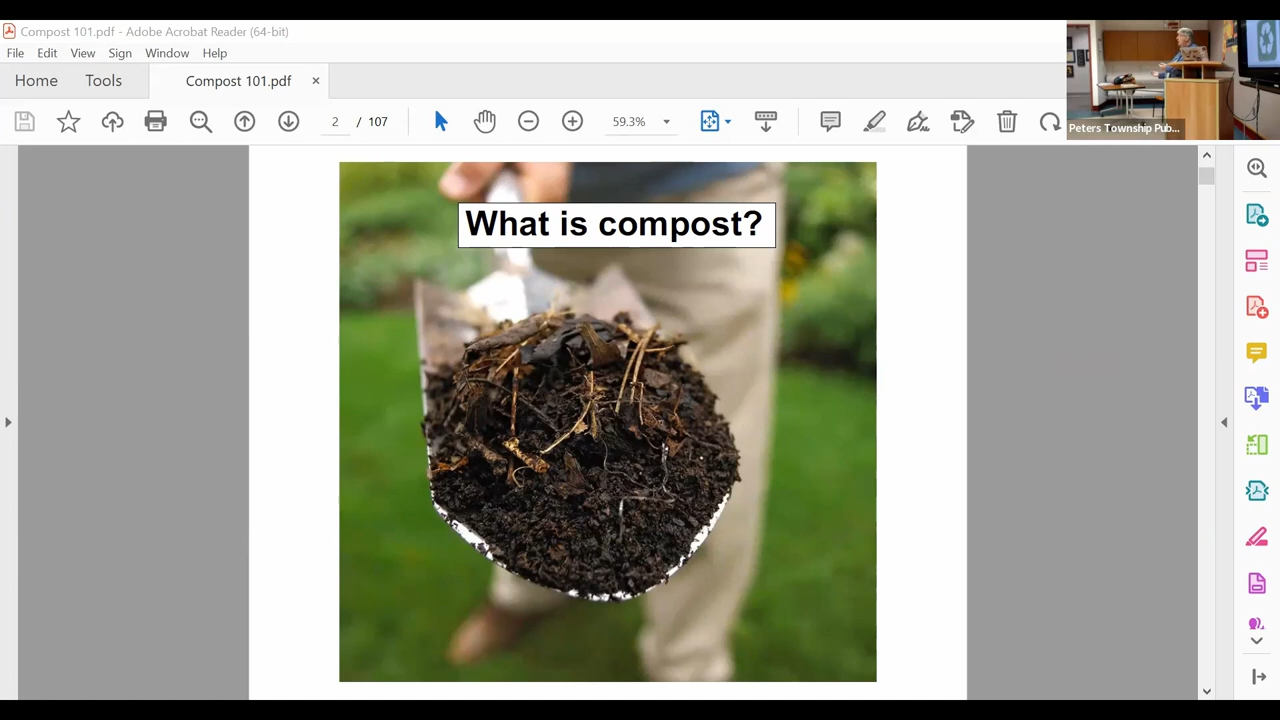 Compost 101.pdf - Adobe Acrobat Reader (64-bit)
File Edit View Sign Window Help
Home Tools Compost 101.pdf ×
2 / 107 59.3%
Peters Township Pub...
What is compost?